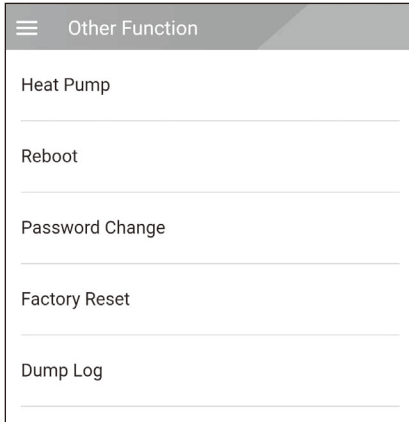 Other Function
Heat Pump
Reboot
Password Change
Factory Reset
Dump Log